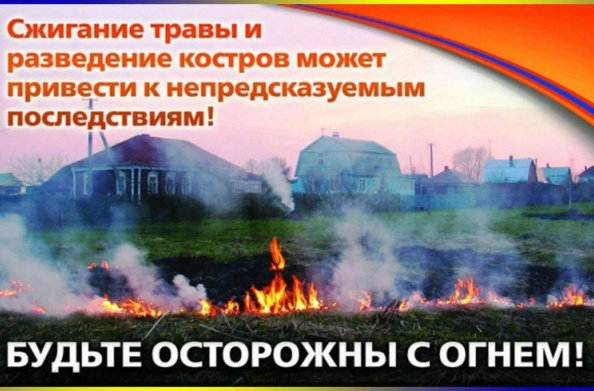 Сжигание травы и
разведение костров может
привести к непредсказуемым
последствиям!
БУДЬТЕ ОСТОРОЖНЫ С ОГНЕМ!